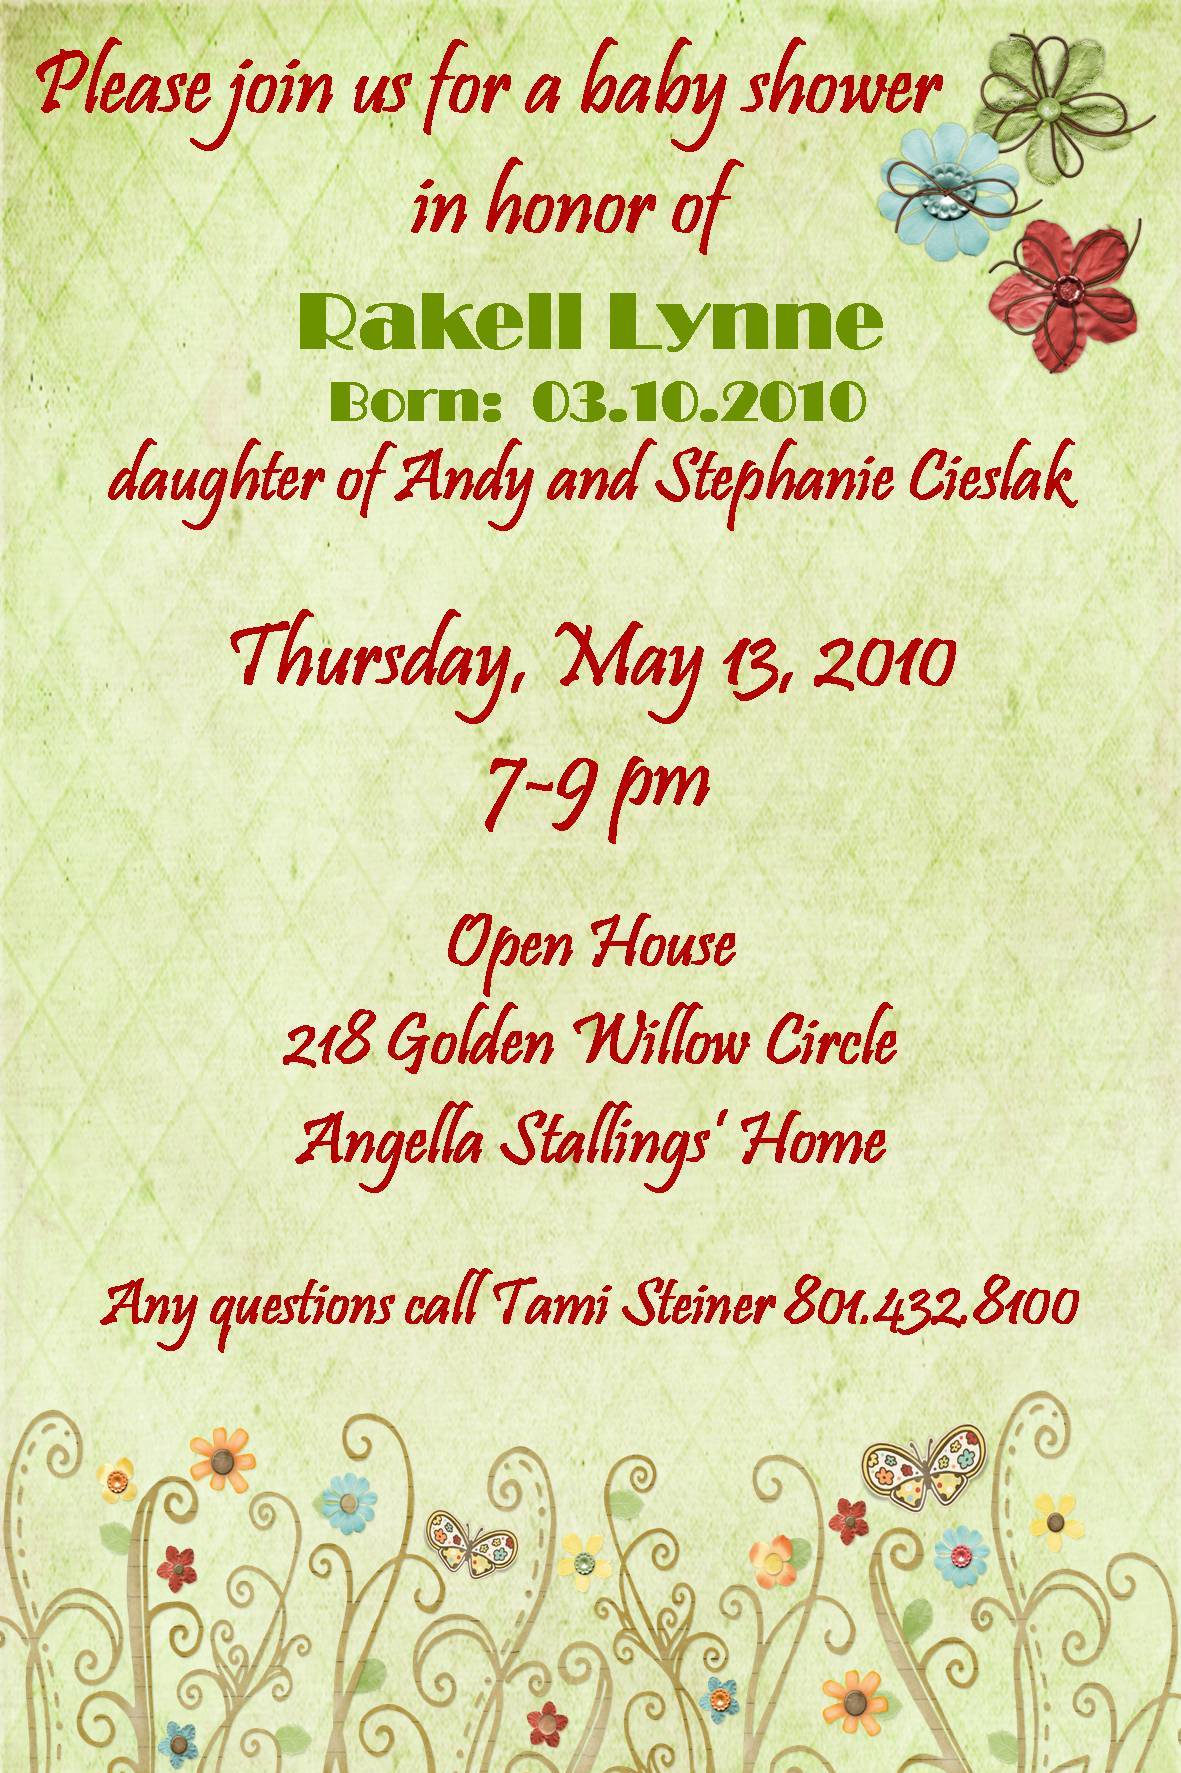 Please join us for a baby shower
in honor of
Rakell Lynne
Born: 03.10.2010
daughter of Andy and Stephanie Cieslak
Thursday, May 13, 2010
7-9 pm
Open House
218 Golden Willow Circle
Angella Stallings' Home
Any questions call Tami Steiner 801.432.8100